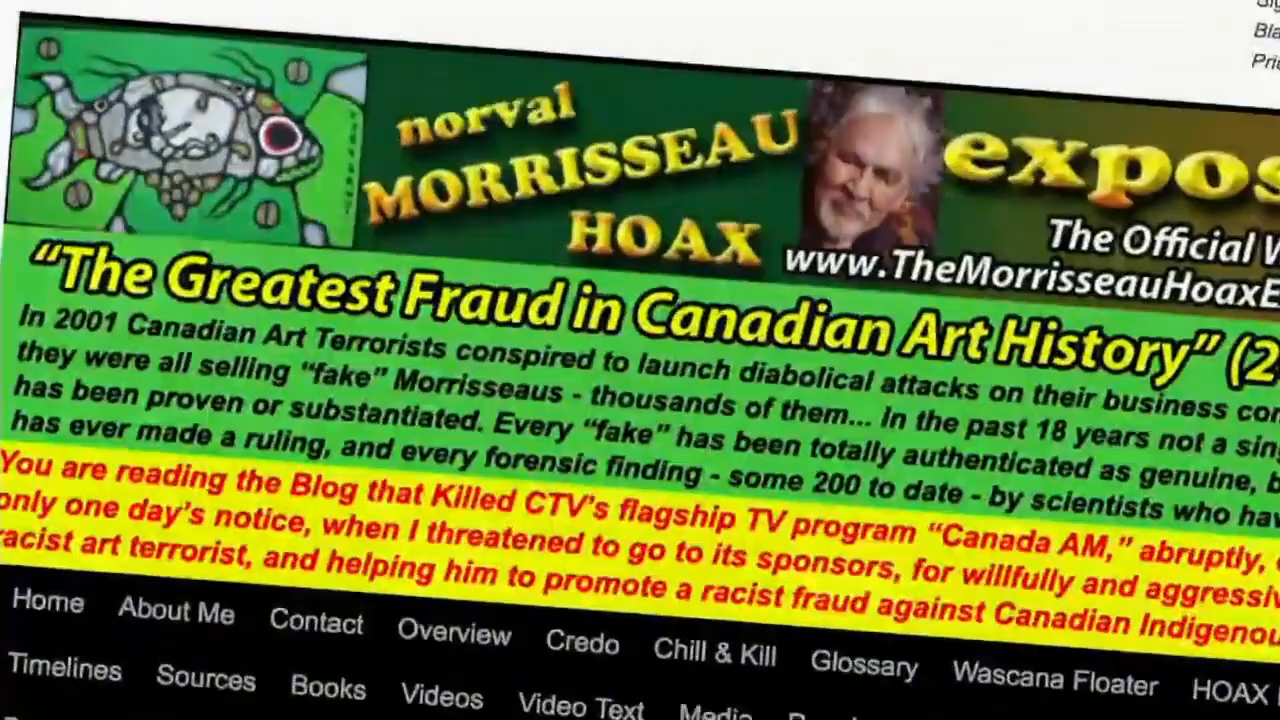 norval
MORRISSEAU
HOAX
expos
The Official
www.TheMorrisseauHoaxE
“The Greatest Fraud in Canadian Art History” (2
In 2001 Canadian Art Terrorists conspired to launch diabolical attacks on their business
they were all selling “fake” Morrisseaus - thousands of them... In the past 18 years not a
has been proven or substantiated. Every “fake” has been totally authenticated as genuine,
has ever made a ruling, and every forensic finding - some 200 to date - by scientists who
You are reading the Blog that Killed CTV’s flagship TV program “Canada AM,” abruptly,
only one day’s notice, when I threatened to go to its sponsors, for willfully and
racist art terrorist, and helping him to promote a racist fraud against Canadian
Home About Me Contact Overview Credo Chill & Kill Glossary Wascana Floater HOAX
Timelines Sources Books Videos Video Text Media